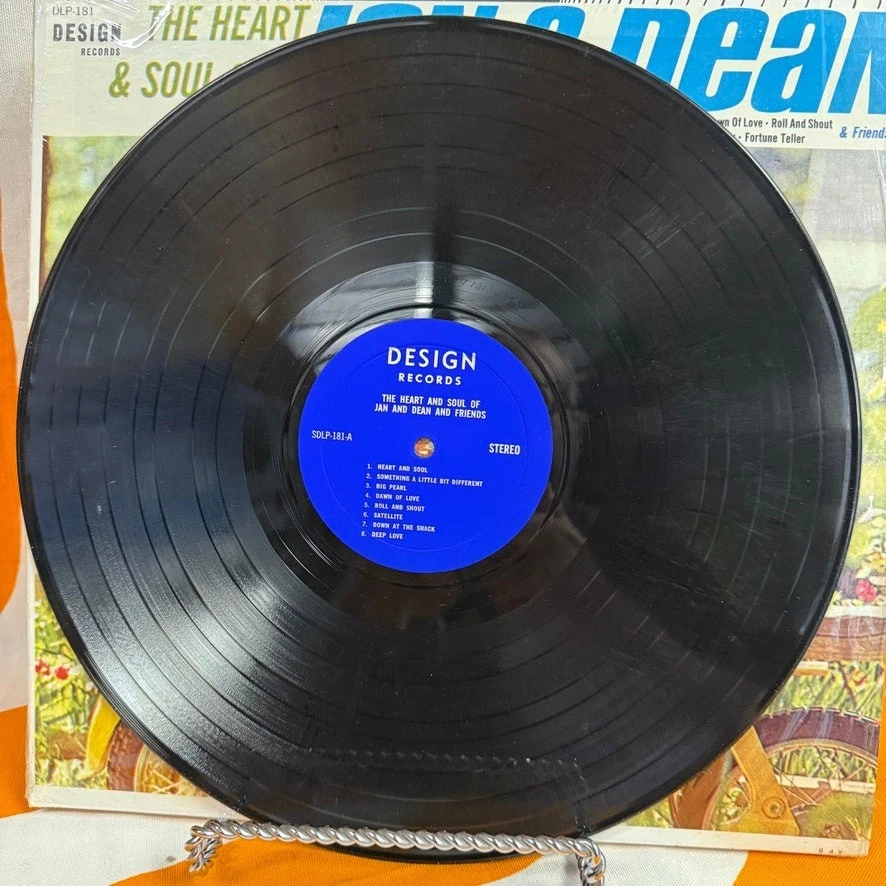 DLP-181
DESIGN
RECORDS
THE HEART
& SOUL
Dean
Of Love • Roll And Shout
• Fortune Teller
& Friends
DESIGN
RECORDS
THE HEART AND SOUL OF
JAN AND DEAN AND FRIENDS
SDLP-181-A
STEREO
1. HEART AND SOUL
2. SOMETHING A LITTLE BIT DIFFERENT
3. BIG PEARL
4. DAWN OF LOVE
5. ROLL AND SHOUT
6. SATELLITE
7. DOWN AT THE SHACK
8. DEEP LOVE